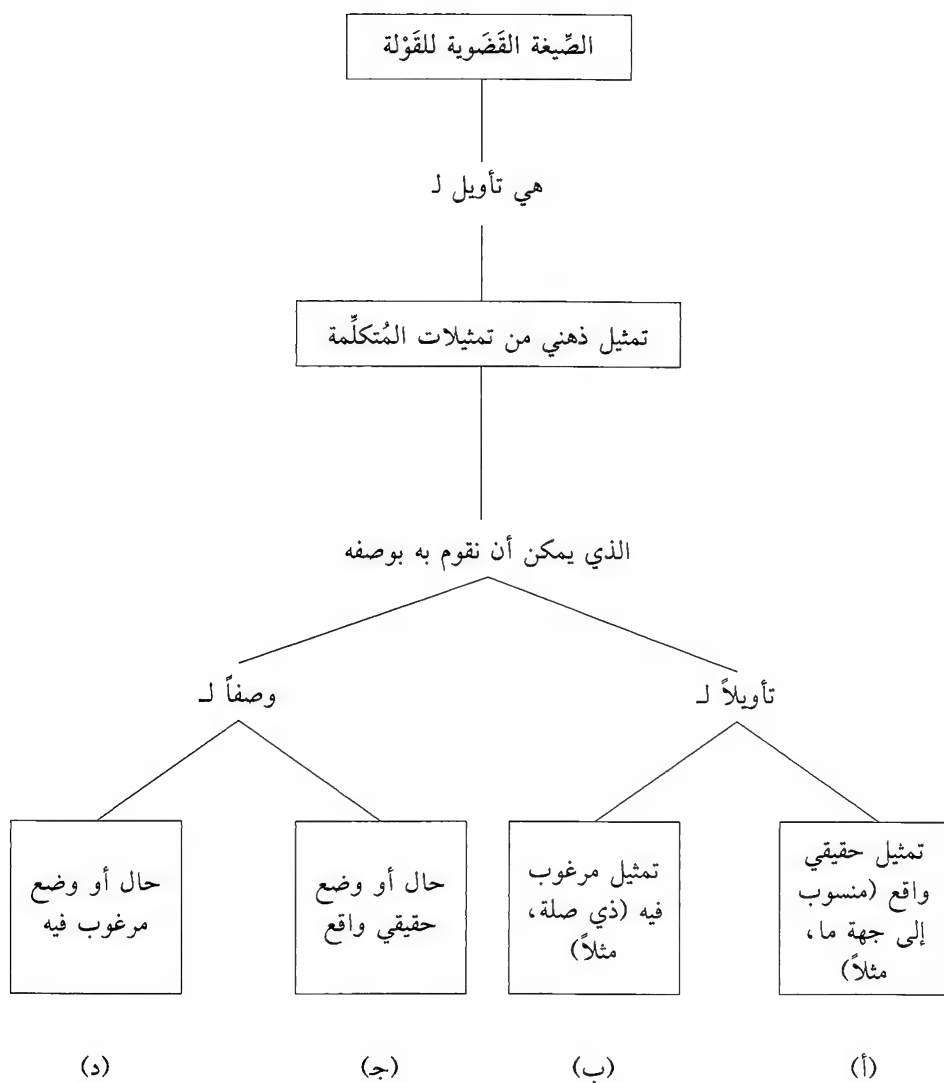 الصِّيغة القَضَوية للقَوْلة
هي تأويل لـ
تمثيل ذهني من تمثيلات المُتكلِّمة
الذي يمكن أن نقوم به بوصفه
تأويلاً لـ
وصفاً لـ
تمثيل حقيقي
واقع (منسوب
إلى جهة ما،
مثلاً)
تمثيل مرغوب
فيه (ذي صلة،
مثلاً)
حال أو وضع
حقيقي واقع
حال أو وضع
مرغوب فيه
(أ)
(ب)
(جـ)
(د)